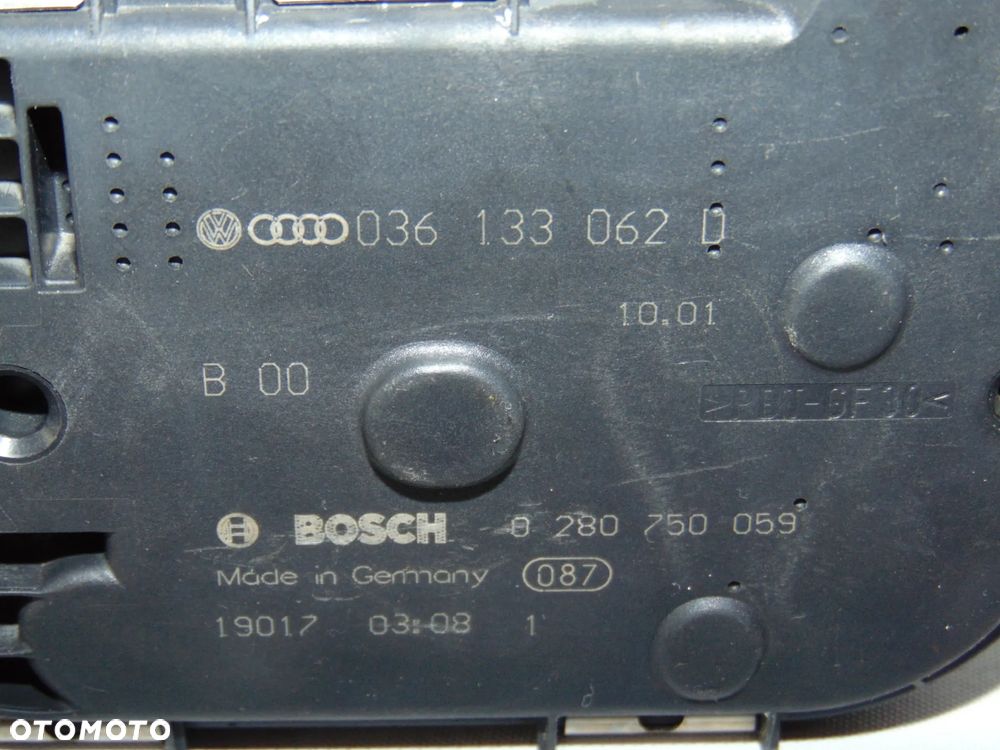 036 133 062 D
10.01
B 00
>PBT-GF30<
BOSCH 0 280 750 059
Made in Germany 087
19017 03:08 1
OTOMOTO
OTOMOTO